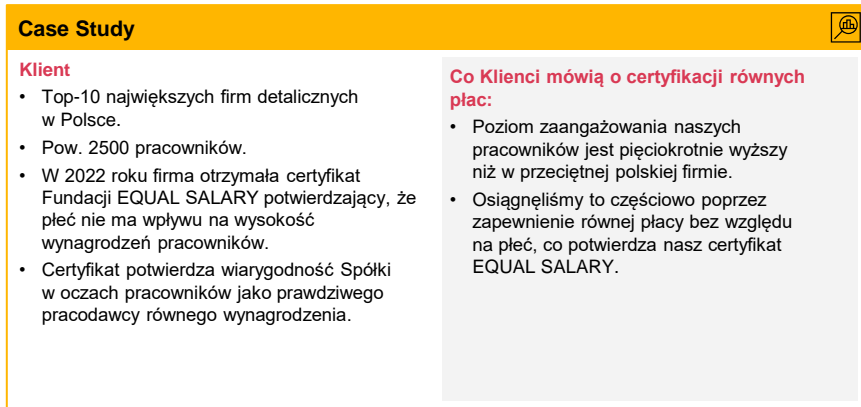 Case Study
Klient
• Top-10 największych firm detalicznych
w Polsce.
• Pow. 2500 pracowników.
• W 2022 roku firma otrzymała certyfikat
Fundacji EQUAL SALARY potwierdzający, że
płeć nie ma wpływu na wysokość
wynagrodzeń pracowników.
• Certyfikat potwierdza wiarygodność Spółki
w oczach pracowników jako prawdziwego
pracodawcy równego wynagrodzenia.
Co Klienci mówią o certyfikacji równych
płac:
• Poziom zaangażowania naszych
pracowników jest pięciokrotnie wyższy
niż w przeciętnej polskiej firmie.
• Osiągnęliśmy to częściowo poprzez
zapewnienie równej płacy bez względu
na płeć, co potwierdza nasz certyfikat
EQUAL SALARY.